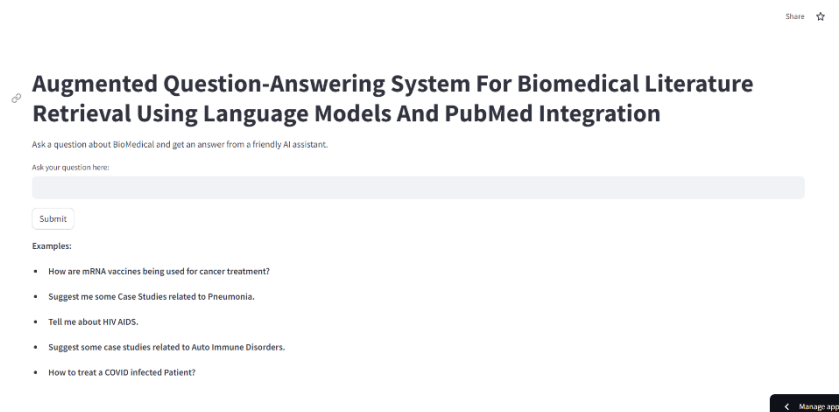 Share
Augmented Question-Answering System For Biomedical Literature
Retrieval Using Language Models And PubMed Integration
Ask a question about BioMedical and get an answer from a friendly AI assistant.
Ask your question here:
Submit
Examples:
• How are mRNA vaccines being used for cancer treatment?
• Suggest me some Case Studies related to Pneumonia.
• Tell me about HIV AIDS.
• Suggest some case studies related to Auto Immune Disorders.
• How to treat a COVID infected Patient?
Manage app